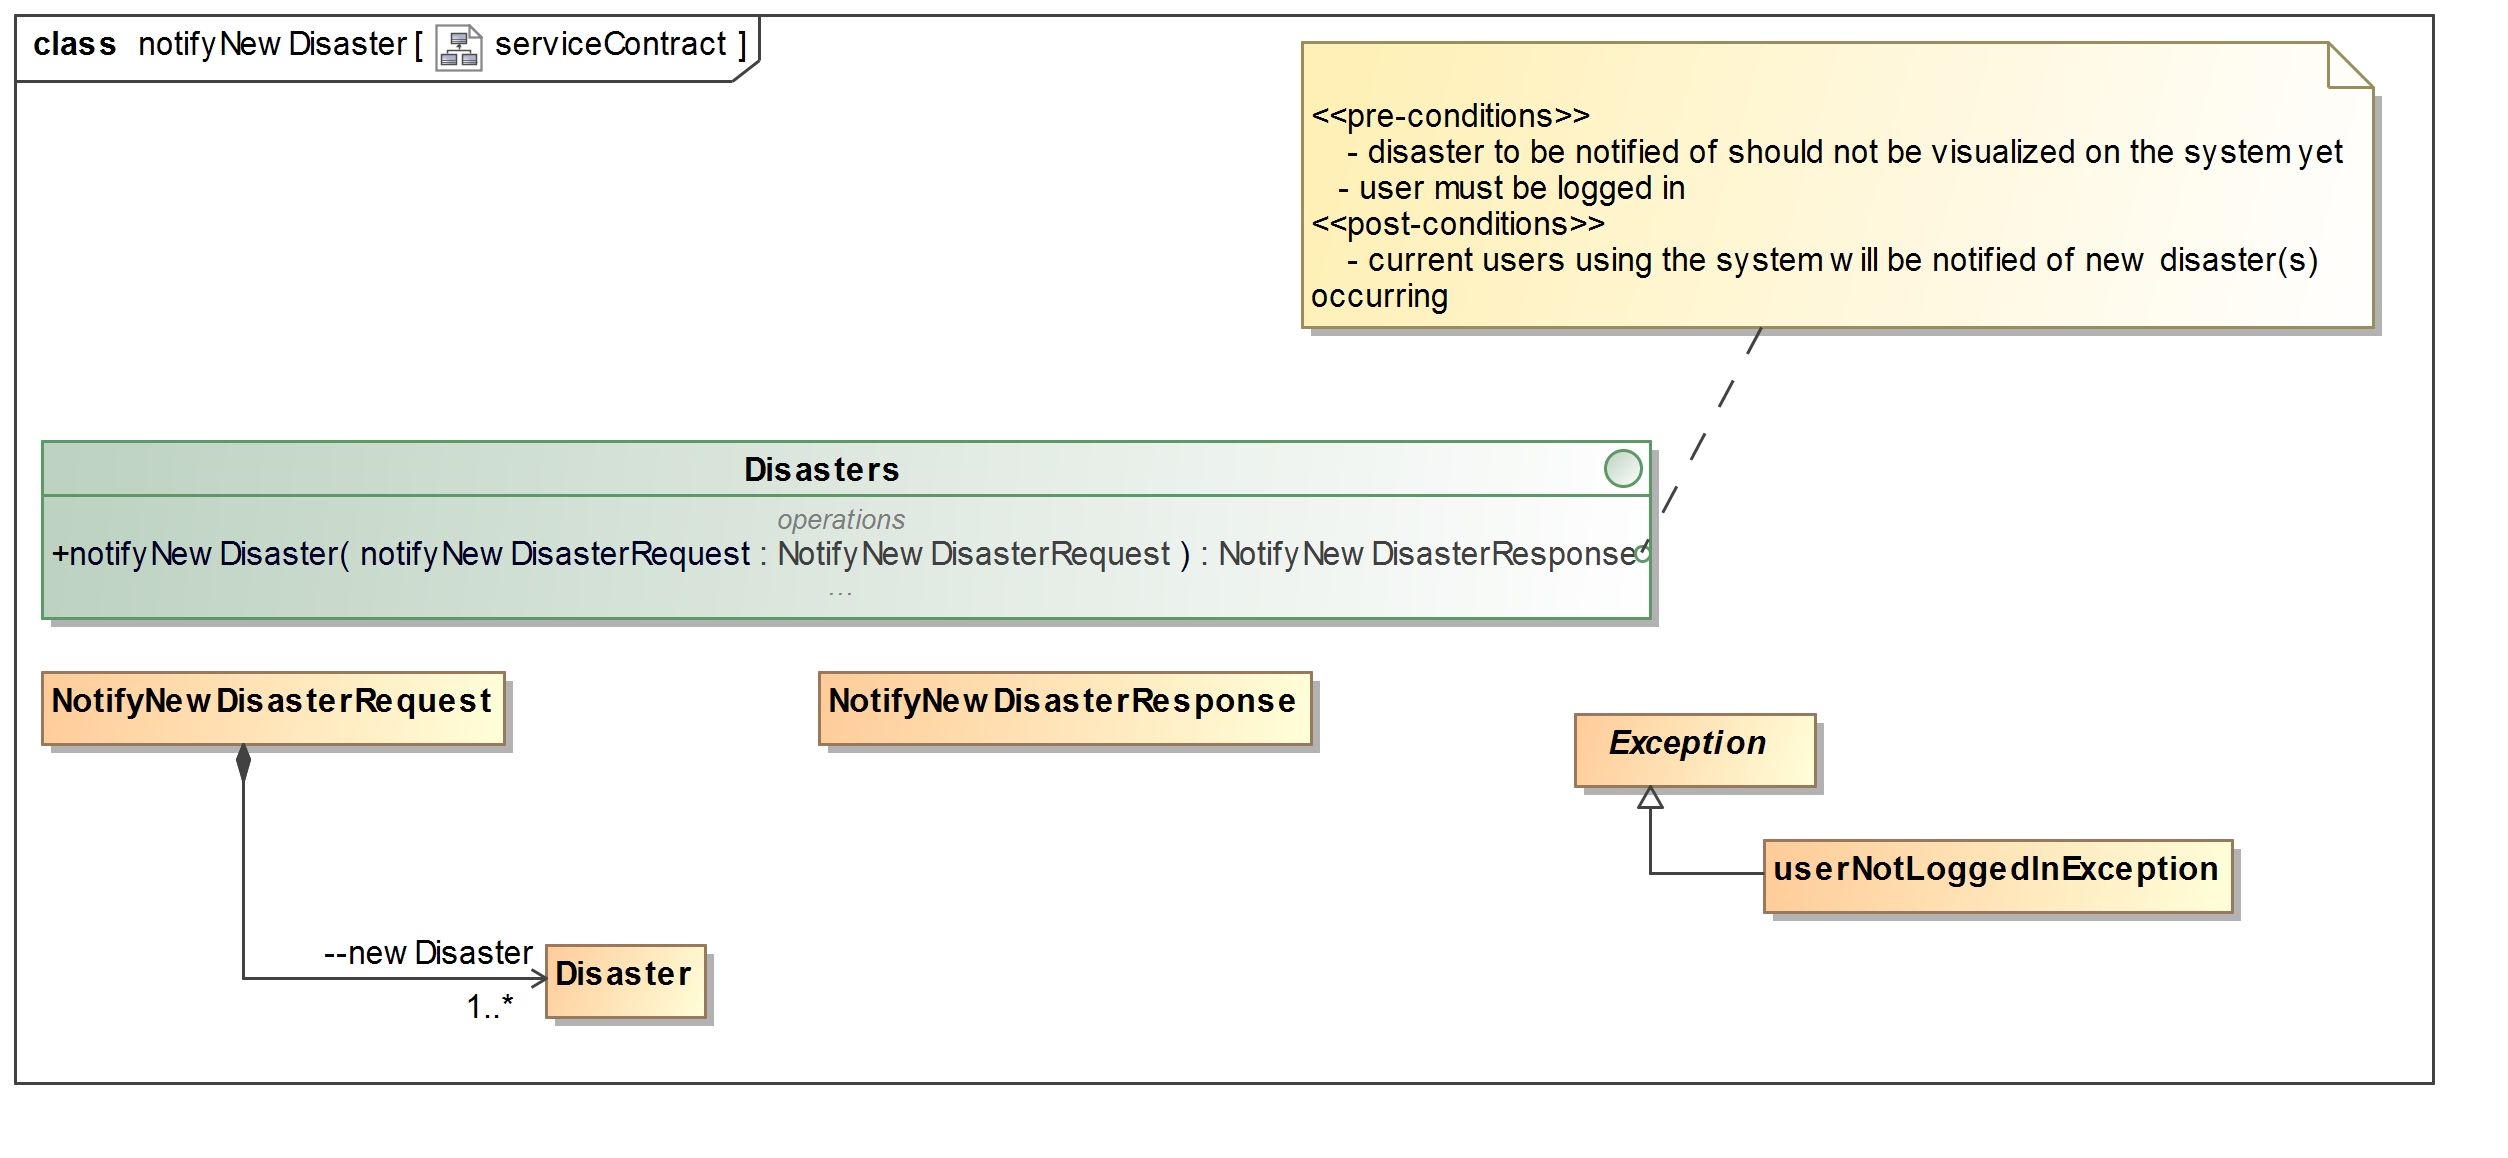 class notifyNewDisaster [ serviceContract ]
<<pre-conditions>>
- disaster to be notified of should not be visualized on the system yet
- user must be logged in
<<post-conditions>>
- current users using the system will be notified of new disaster(s)
occurring
Disasters
operations
+notifyNewDisaster( notifyNewDisasterRequest : NotifyNewDisasterRequest ) : NotifyNewDisasterResponse
...
NotifyNewDisasterRequest
NotifyNewDisasterResponse
Exception
userNotLoggedInException
--newDisaster
Disaster
1..*